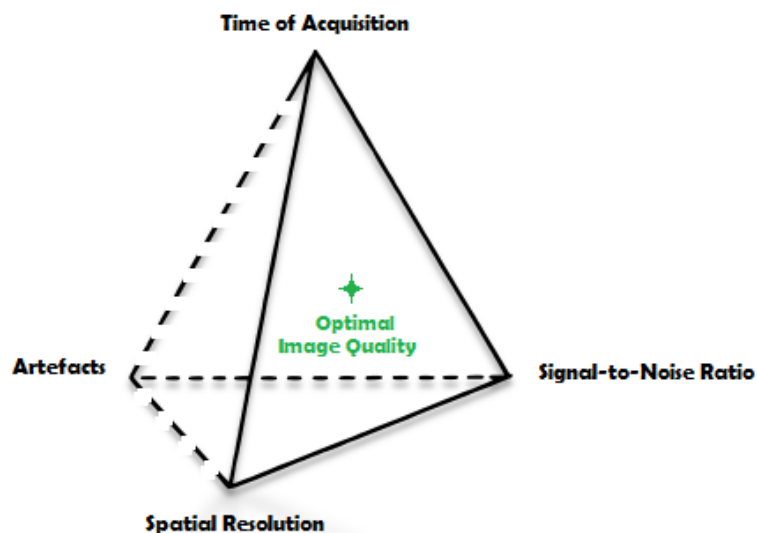 Time of Acquisition
Optimal
Image Quality
Artefacts
Signal-to-Noise Ratio
Spatial Resolution